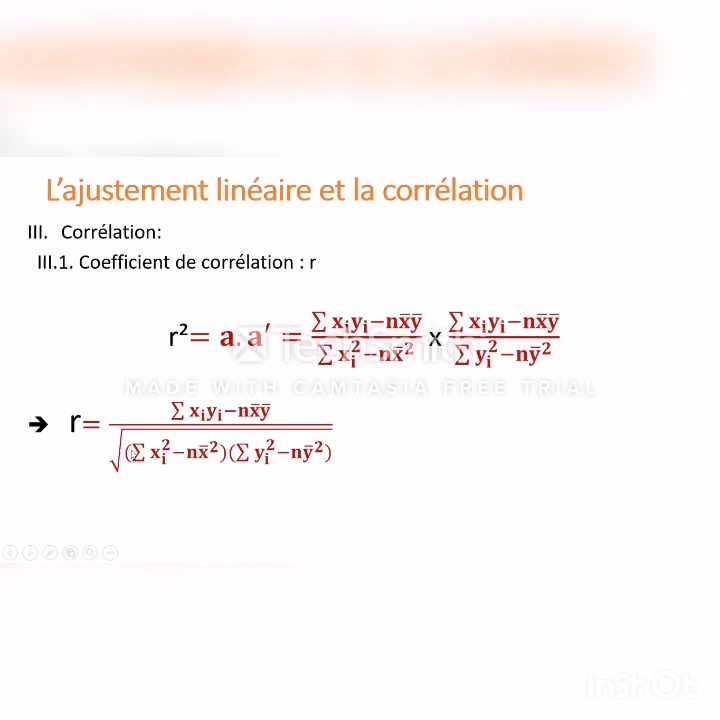 L'ajustement linéaire et la corrélation
III. Corrélation:
III.1. Coefficient de corrélation : r
r²= a. a′ = (∑ xᵢyᵢ−nx̄ȳ)/(∑ xᵢ²−nx̄²) x (∑ xᵢyᵢ−nx̄ȳ)/(∑ yᵢ²−nȳ²)
TechSmith
MADE WITH CAMTASIA FREE TRIAL
➔ r= (∑ xᵢyᵢ−nx̄ȳ)/√((∑ xᵢ²−nx̄²)(∑ yᵢ²−nȳ²))
InShOt